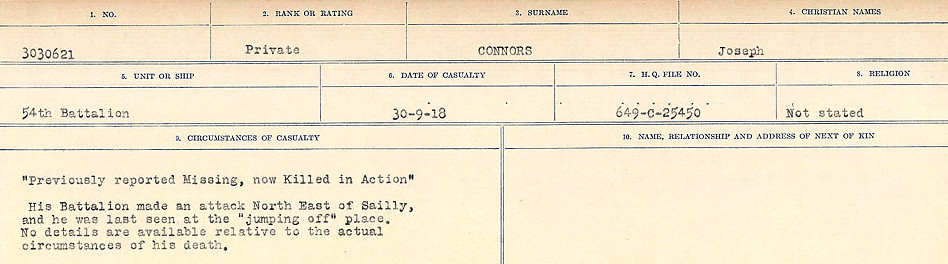 1. NO. 2. RANK OR RATING 3. SURNAME 4. CHRISTIAN NAMES
3030621 Private CONNORS Joseph
5. UNIT OR SHIP 6. DATE OF CASUALTY 7. H. Q. FILE NO. 8. RELIGION
54th Battalion 30-9-18 649-C-25450 Not stated
9. CIRCUMSTANCES OF CASUALTY 10. NAME, RELATIONSHIP AND ADDRESS OF NEXT OF KIN
"Previously reported Missing, now Killed in Action"
His Battalion made an attack North East of Sailly,
and he was last seen at the "jumping off" place.
No details are available relative to the actual
circumstances of his death.